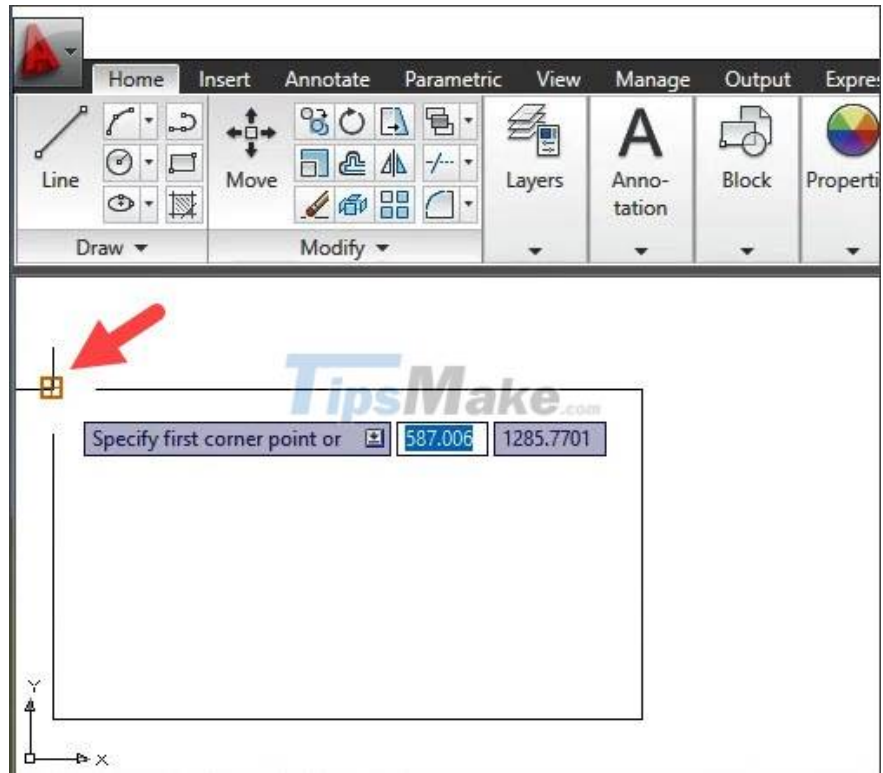 Home Insert Annotate Parametric View Manage Output Expre
Line
Move
Layers
Anno-
tation
Block
Properti
Draw
Modify
TipsMake.com
Specify first corner point or 587.006 1285.7701
Y
X